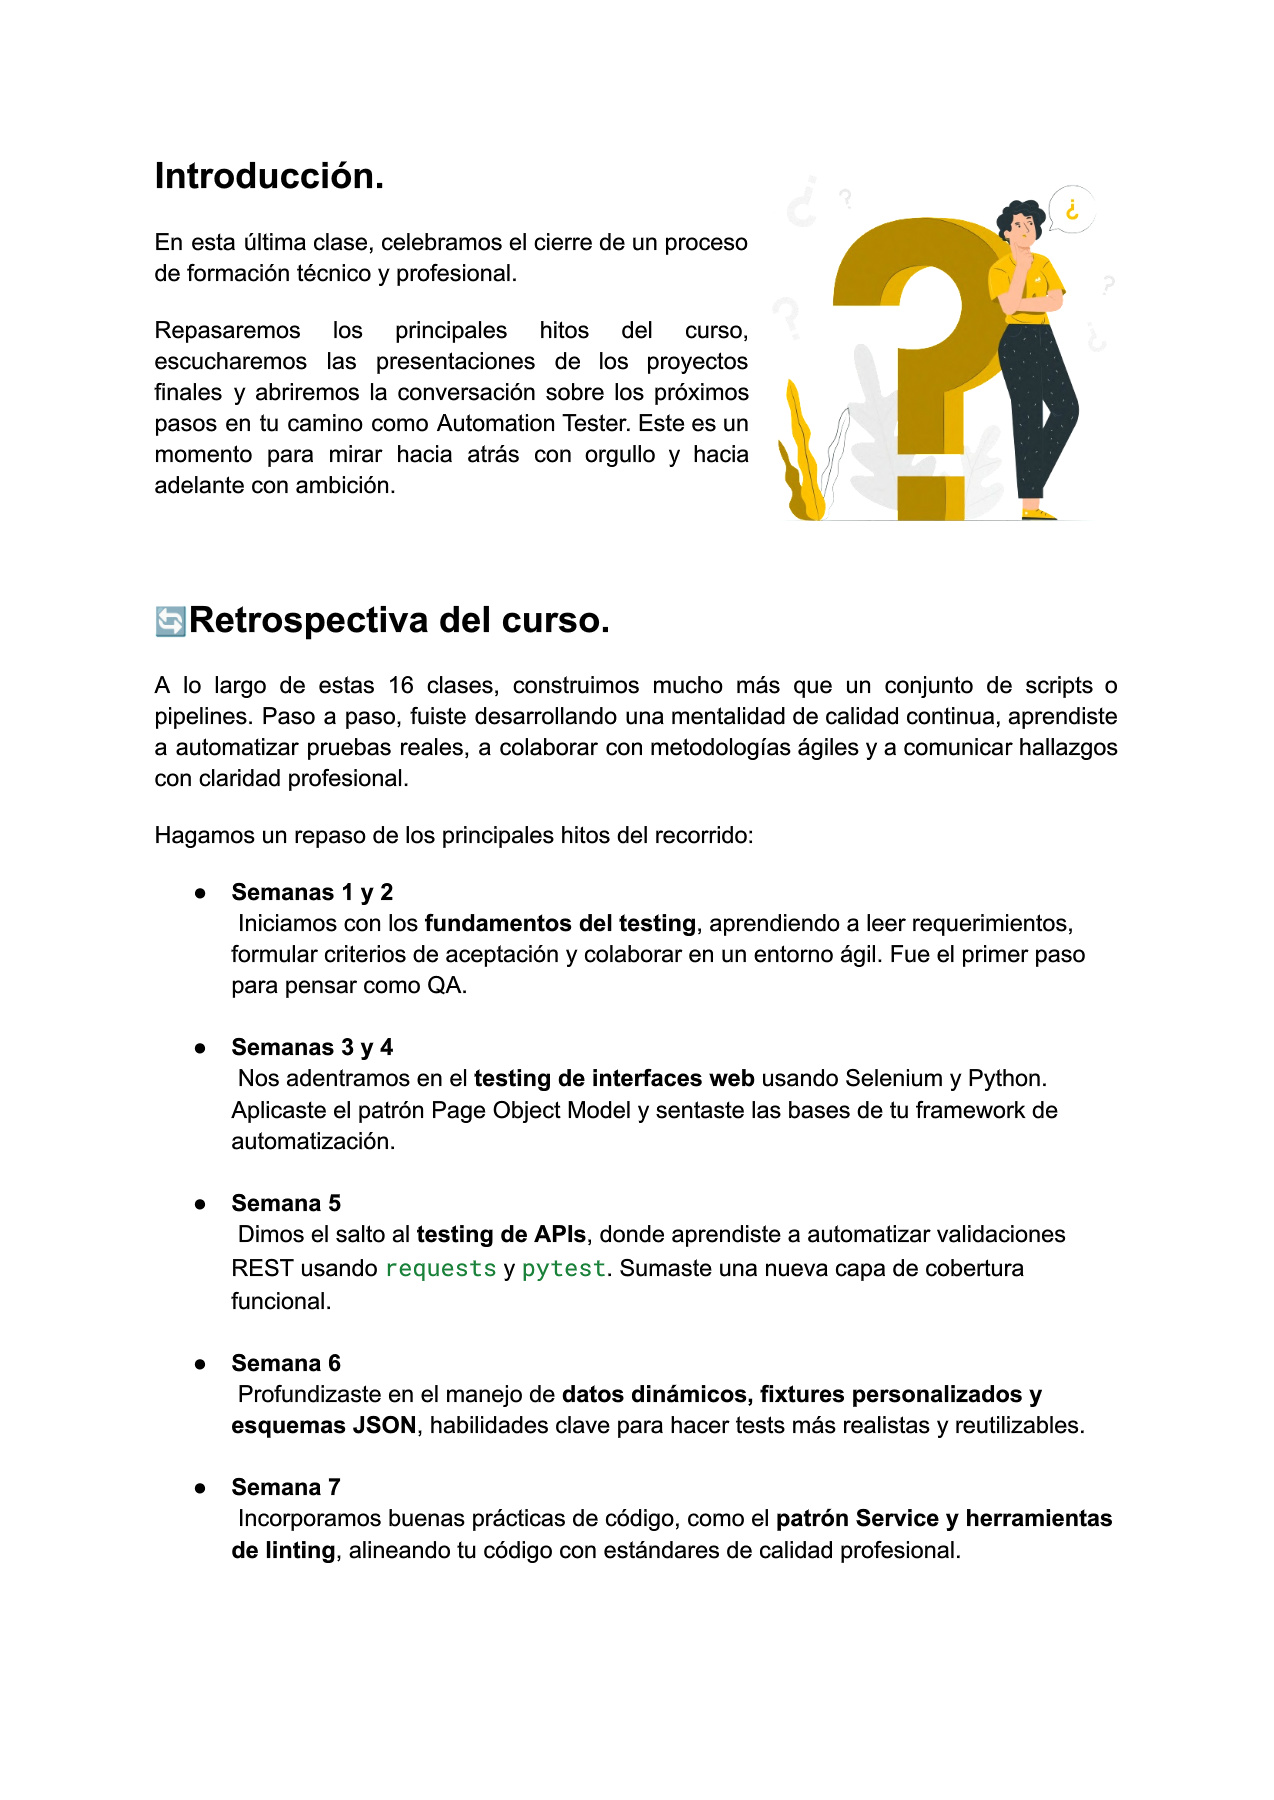 Introducción.
En esta última clase, celebramos el cierre de un proceso
de formación técnico y profesional.
Repasaremos los principales hitos del curso,
escucharemos las presentaciones de los proyectos
finales y abriremos la conversación sobre los próximos
pasos en tu camino como Automation Tester. Este es un
momento para mirar hacia atrás con orgullo y hacia
adelante con ambición.
🔄Retrospectiva del curso.
A lo largo de estas 16 clases, construimos mucho más que un conjunto de scripts o
pipelines. Paso a paso, fuiste desarrollando una mentalidad de calidad continua, aprendiste
a automatizar pruebas reales, a colaborar con metodologías ágiles y a comunicar hallazgos
con claridad profesional.
Hagamos un repaso de los principales hitos del recorrido:
● Semanas 1 y 2
Iniciamos con los fundamentos del testing, aprendiendo a leer requerimientos,
formular criterios de aceptación y colaborar en un entorno ágil. Fue el primer paso
para pensar como QA.
● Semanas 3 y 4
Nos adentramos en el testing de interfaces web usando Selenium y Python.
Aplicaste el patrón Page Object Model y sentaste las bases de tu framework de
automatización.
● Semana 5
Dimos el salto al testing de APIs, donde aprendiste a automatizar validaciones
REST usando requests y pytest. Sumaste una nueva capa de cobertura
funcional.
● Semana 6
Profundizaste en el manejo de datos dinámicos, fixtures personalizados y
esquemas JSON, habilidades clave para hacer tests más realistas y reutilizables.
● Semana 7
Incorporamos buenas prácticas de código, como el patrón Service y herramientas
de linting, alineando tu código con estándares de calidad profesional.